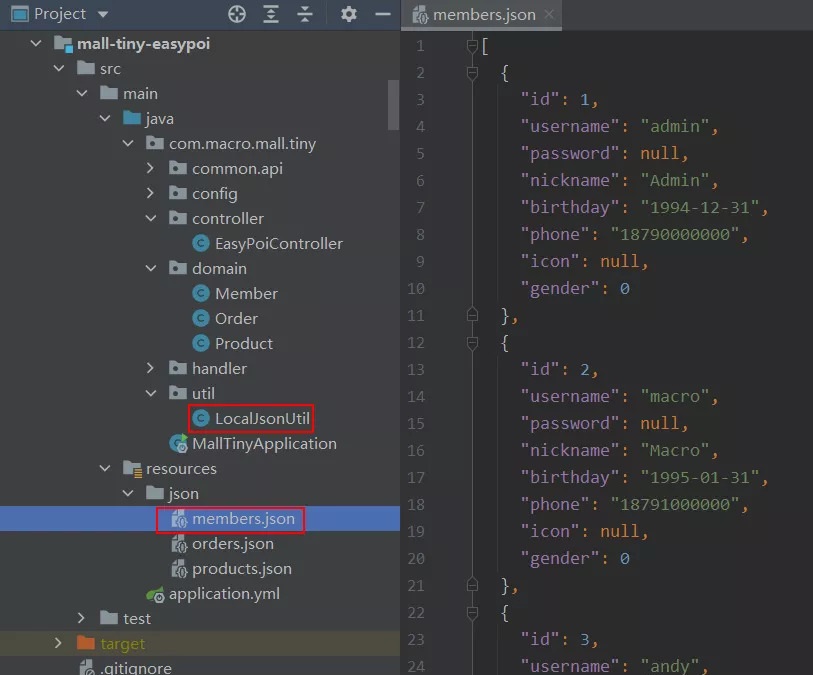 Project
mall-tiny-easypoi
src
main
java
com.macro.mall.tiny
common.api
config
controller
EasyPoiController
domain
Member
Order
Product
handler
util
LocalJsonUtil
MallTinyApplication
resources
json
members.json
orders.json
products.json
application.yml
test
target
.gitignore
members.json
1 [
2 {
3 "id": 1,
4 "username": "admin",
5 "password": null,
6 "nickname": "Admin",
7 "birthday": "1994-12-31",
8 "phone": "18790000000",
9 "icon": null,
10 "gender": 0
11 },
12 {
13 "id": 2,
14 "username": "macro",
15 "password": null,
16 "nickname": "Macro",
17 "birthday": "1995-01-31",
18 "phone": "18791000000",
19 "icon": null,
20 "gender": 0
21 },
22 {
23 "id": 3,
24 "username": "andy",